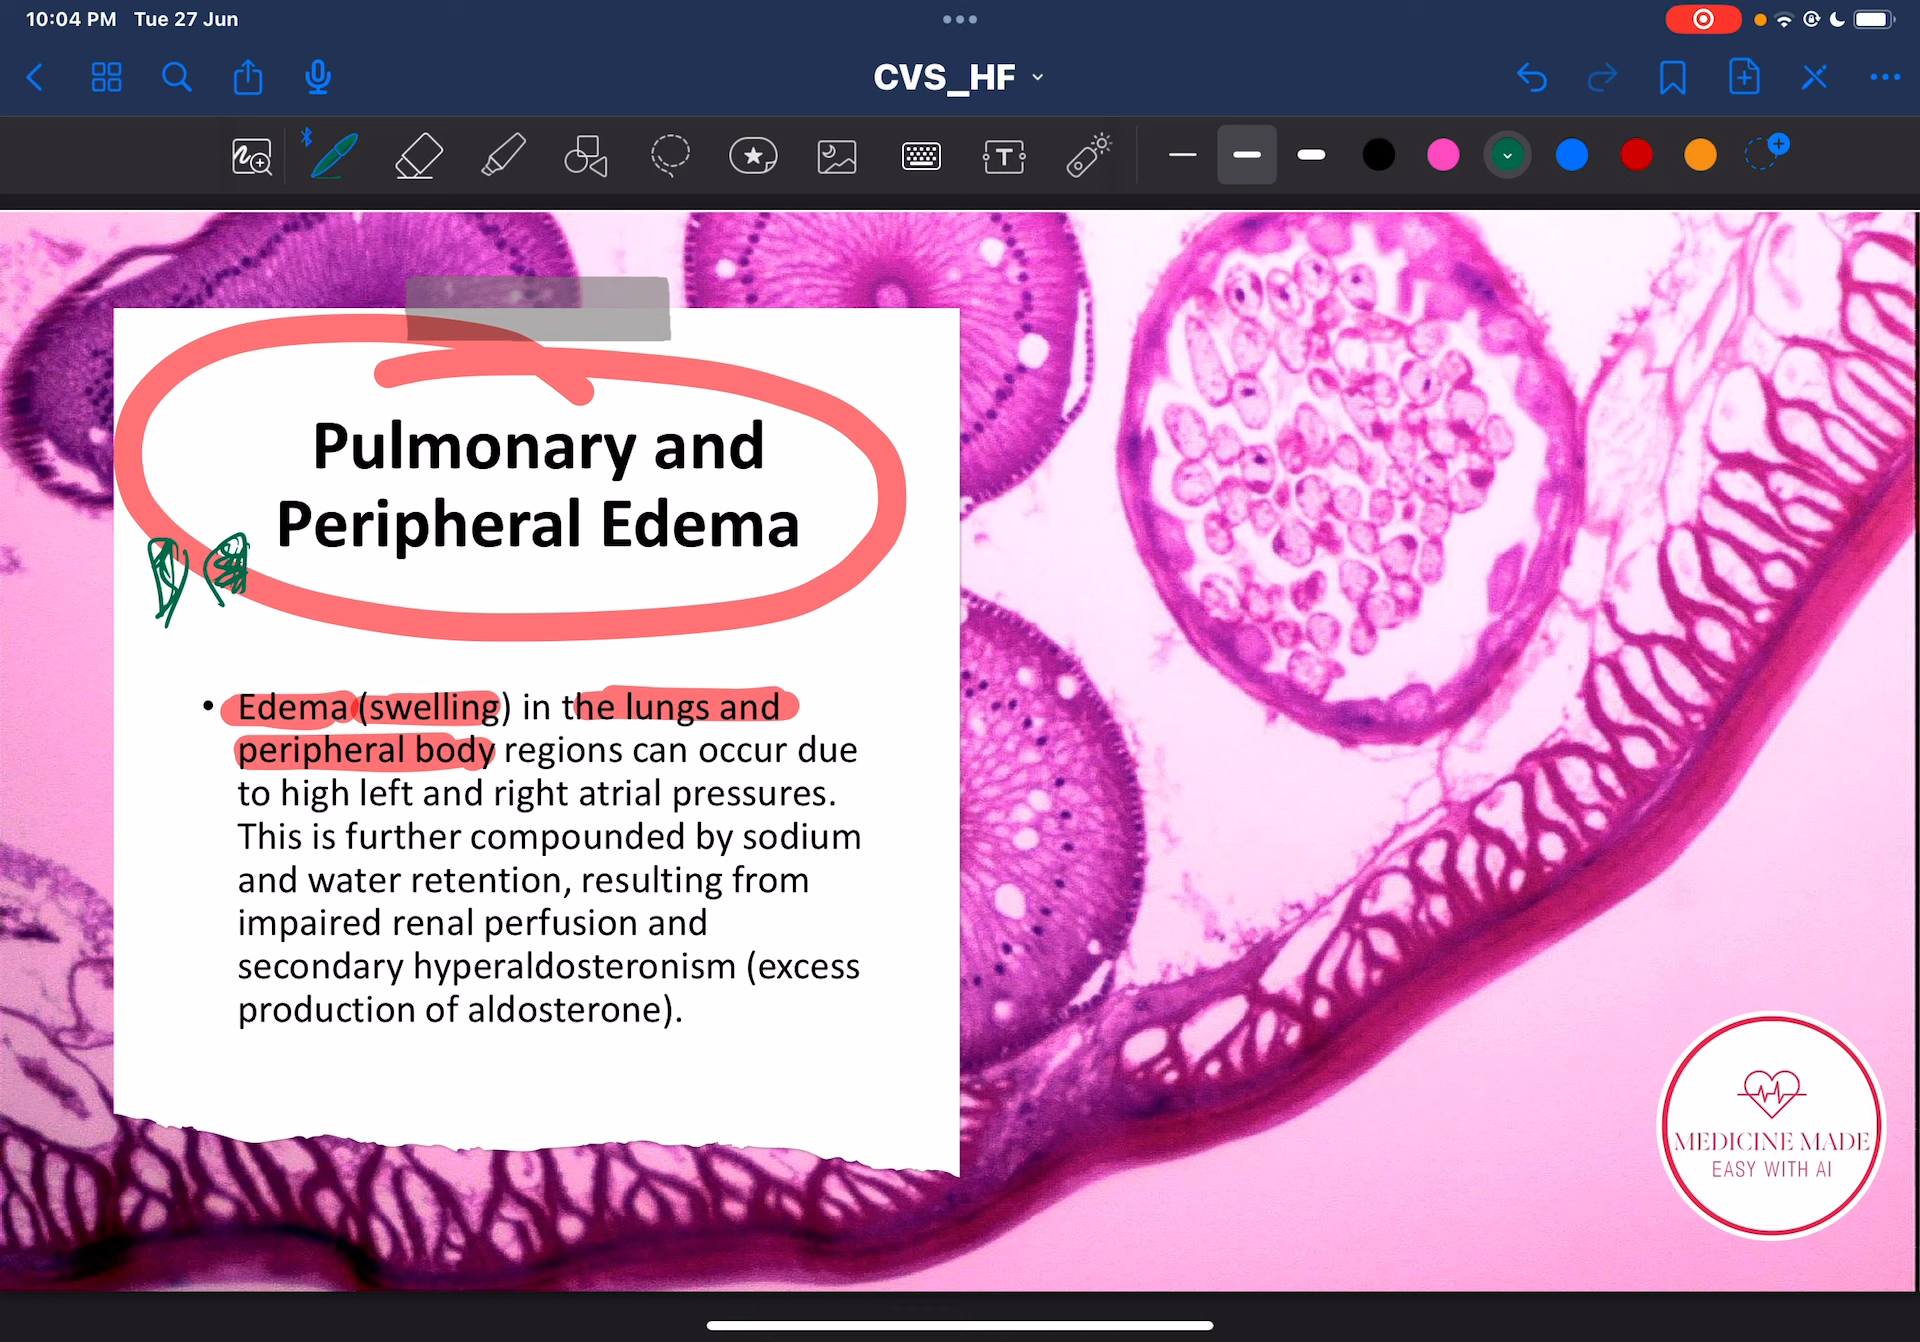 10:04 PM Tue 27 Jun
CVS_HF
T
Pulmonary and
Peripheral Edema
• Edema (swelling) in the lungs and
peripheral body regions can occur due
to high left and right atrial pressures.
This is further compounded by sodium
and water retention, resulting from
impaired renal perfusion and
secondary hyperaldosteronism (excess
production of aldosterone).
MEDICINE MADE
EASY WITH AI